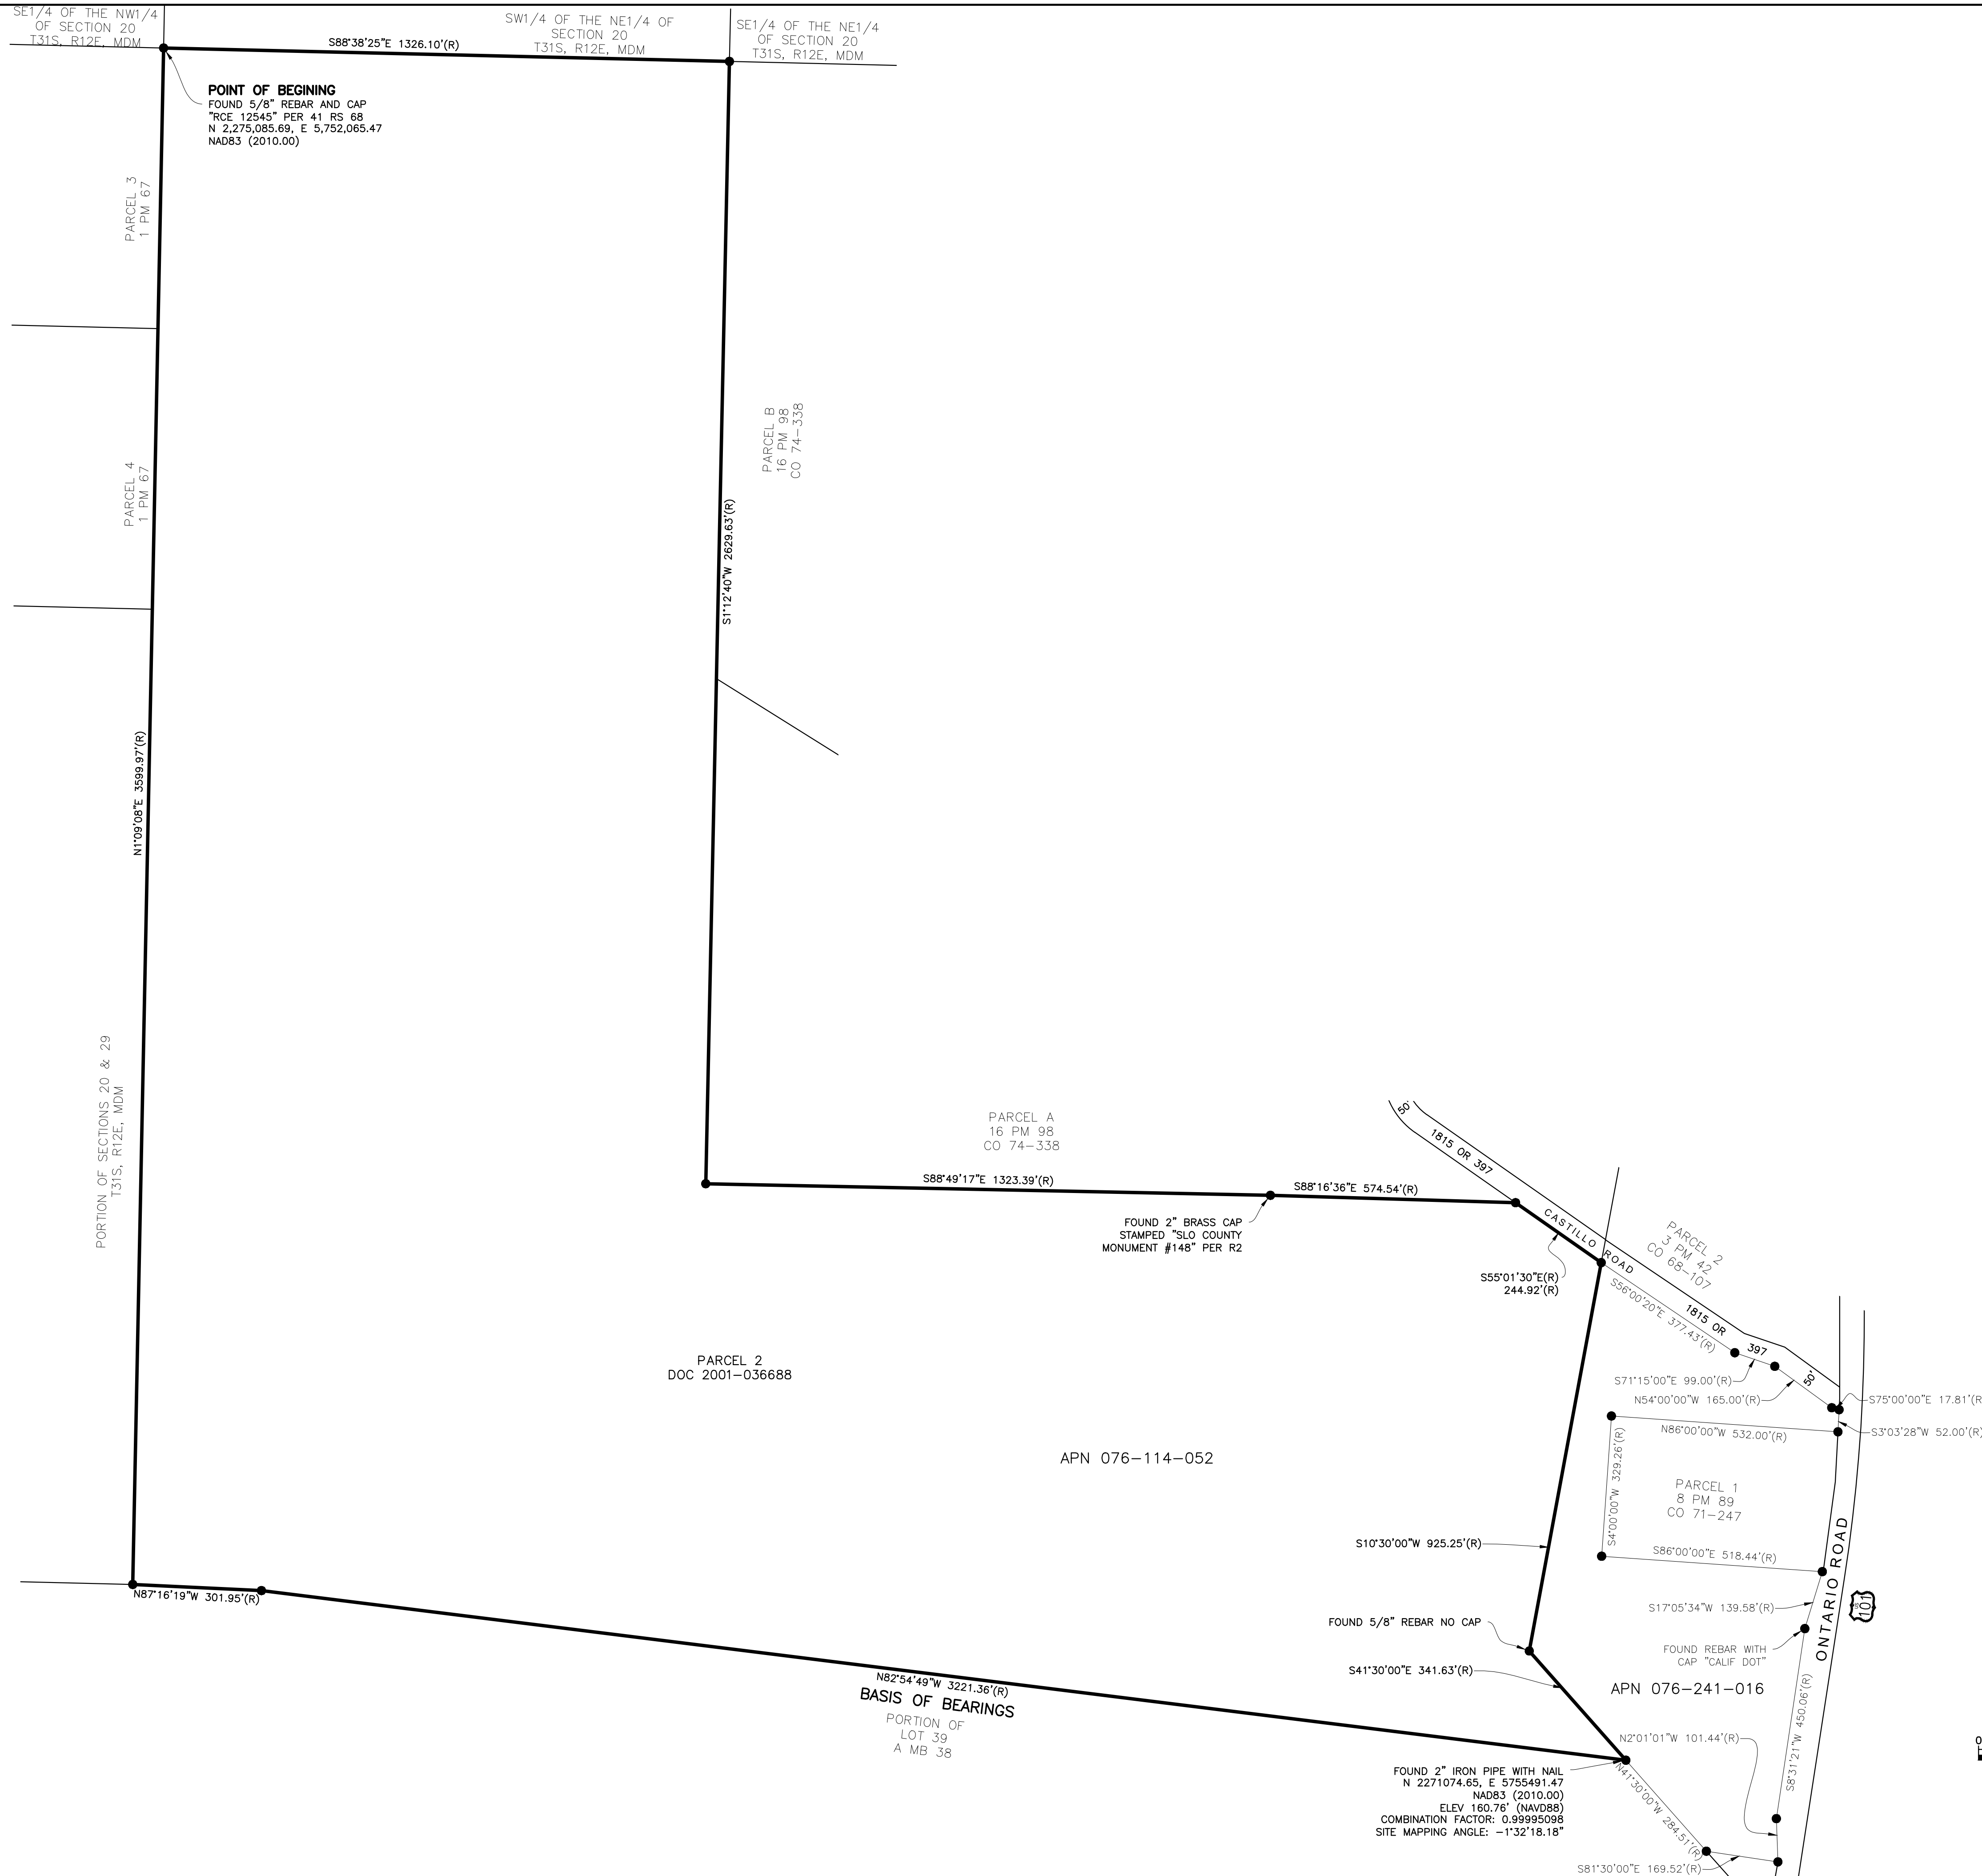 SE1/4 OF THE NW1/4
OF SECTION 20
T31S, R12E, MDM
S88°38'25"E 1326.10'(R)
SW1/4 OF THE NE1/4 OF
SECTION 20
T31S, R12E, MDM
SE1/4 OF THE NE1/4
OF SECTION 20
T31S, R12E, MDM
POINT OF BEGINING
FOUND 5/8" REBAR AND CAP
"RCE 12545" PER 41 RS 68
N 2,275,085.69, E 5,752,065.47
NAD83 (2010.00)
PARCEL 3
1 PM 67
PARCEL 4
1 PM 67
PARCEL B
16 PM 98
CO 74-338
S1°12'40"W 2629.63'(R)
N1°09'08"E 3599.97'(R)
PORTION OF SECTIONS 20 & 29
T31S, R12E, MDM
PARCEL A
16 PM 98
CO 74-338
S88°49'17"E 1323.39'(R)
S88°16'36"E 574.54'(R)
FOUND 2" BRASS CAP
STAMPED "SLO COUNTY
MONUMENT #148" PER R2
50'
1815 OR 397
CASTILLO ROAD
PARCEL 2
3 PM 42
CO 68-107
S55°01'30"E(R)
244.92'(R)
S56°00'20"E 377.43'(R)
1815 OR
397
50'
S71°15'00"E 99.00'(R)
N54°00'00"W 165.00'(R)
S75°00'00"E 17.81'(R
S3°03'28"W 52.00'(R)
N86°00'00"W 532.00'(R)
S4°00'00"W 329.26'(R)
PARCEL 1
8 PM 89
CO 71-247
S86°00'00"E 518.44'(R)
PARCEL 2
DOC 2001-036688
APN 076-114-052
S10°30'00"W 925.25'(R)
ONTARIO ROAD
101
S17°05'34"W 139.58'(R)
FOUND REBAR WITH
CAP "CALIF DOT"
N87°16'19"W 301.95'(R)
FOUND 5/8" REBAR NO CAP
S41°30'00"E 341.63'(R)
APN 076-241-016
N82°54'49"W 3221.36'(R)
BASIS OF BEARINGS
PORTION OF
LOT 39
A MB 38
S8°31'21"W 450.06'(R)
N2°01'01"W 101.44'(R)
FOUND 2" IRON PIPE WITH NAIL
N 2271074.65, E 5755491.47
NAD83 (2010.00)
ELEV 160.76' (NAVD88)
COMBINATION FACTOR: 0.99995098
SITE MAPPING ANGLE: -1°32'18.18"
N41°30'00"W 284.51'(R)
S81°30'00"E 169.52'(R)
0